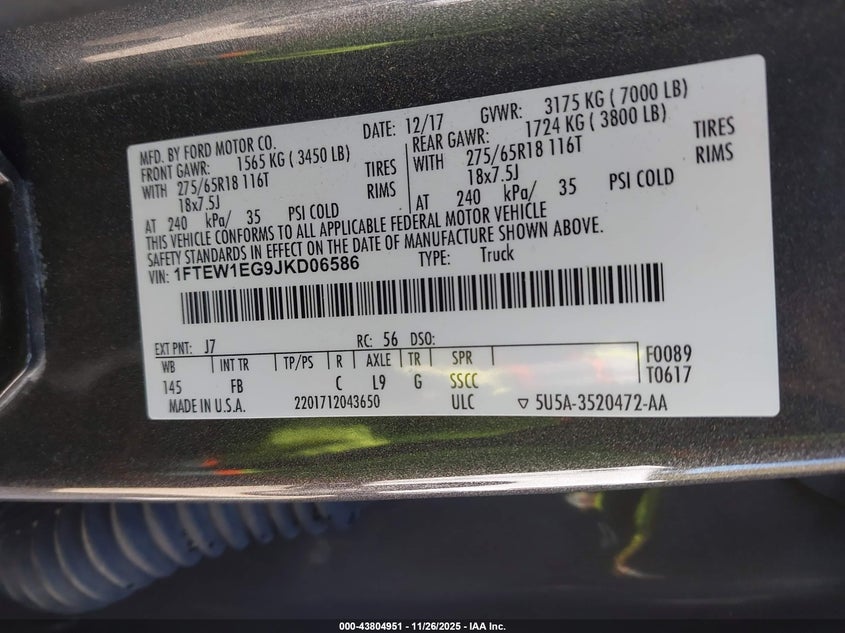 MFD. BY FORD MOTOR CO. DATE: 12/17 GVWR: 3175 KG ( 7000 LB)
FRONT GAWR: 1565 KG ( 3450 LB) REAR GAWR: 1724 KG ( 3800 LB)
WITH 275/65R18 116T TIRES WITH 275/65R18 116T TIRES
18x7.5J RIMS 18x7.5J RIMS
AT 240 kPa/ 35 PSI COLD AT 240 kPa/ 35 PSI COLD
THIS VEHICLE CONFORMS TO ALL APPLICABLE FEDERAL MOTOR VEHICLE
SAFETY STANDARDS IN EFFECT ON THE DATE OF MANUFACTURE SHOWN ABOVE.
VIN: 1FTEW1EG9JKD06586 TYPE: Truck
EXT PNT: J7 RC: 56 DSO:
WB INT TR TP/PS R AXLE TR SPR F0089
145 FB C L9 G SSCC T0617
MADE IN U.S.A. 2201712043650 ULC ▽ 5U5A-3520472-AA
000-43804951 - 11/26/2025 - IAA Inc.